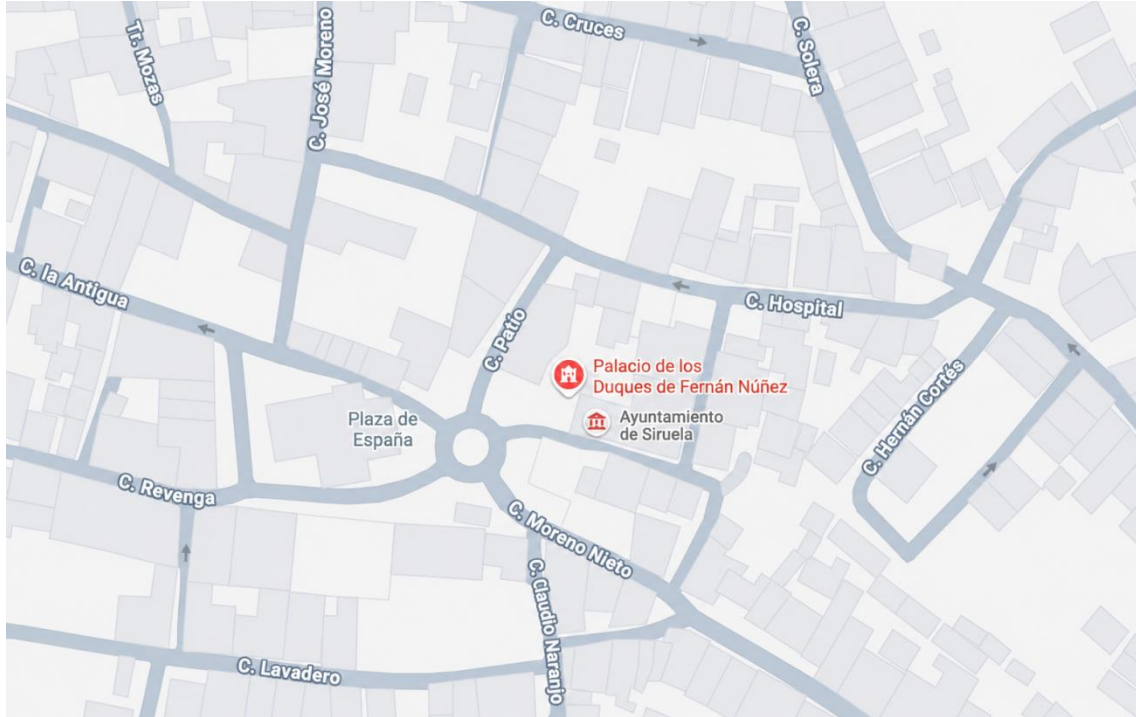 C. Cruces
C. Solera
Tr. Mozas
C. José Moreno
C. la Antigua
C. Hospital
C. Patio
Palacio de los
Duques de Fernán Núñez
Plaza de
España
Ayuntamiento
de Siruela
C. Hernán Cortés
C. Revenga
C. Moreno Nieto
C. Claudio Naranjo
C. Lavadero